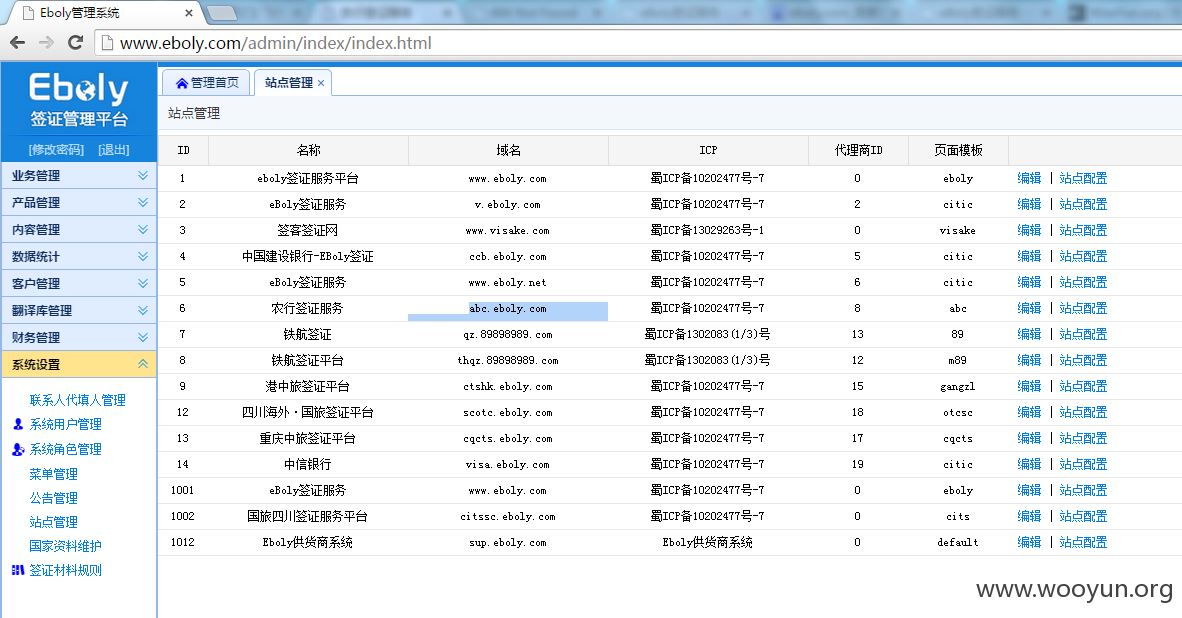 Eboly管理系统 ×
www.eboly.com/admin/index/index.html
Eboly
签证管理平台
[修改密码] [退出]
业务管理
产品管理
内容管理
数据统计
客户管理
翻译库管理
财务管理
系统设置
联系人代填人管理
系统用户管理
系统角色管理
菜单管理
公告管理
站点管理
国家资料维护
签证材料规则
管理首页 站点管理 ×
站点管理
ID 名称 域名 ICP 代理商ID 页面模板
1 eboly签证服务平台 www.eboly.com 蜀ICP备10202477号-7 0 eboly 编辑 | 站点配置
2 eBoly签证服务 v.eboly.com 蜀ICP备10202477号-7 2 citic 编辑 | 站点配置
3 签客签证网 www.visake.com 蜀ICP备13029263号-1 0 visake 编辑 | 站点配置
4 中国建设银行-EBoly签证 ccb.eboly.com 蜀ICP备10202477号-7 5 citic 编辑 | 站点配置
5 eBoly签证服务 www.eboly.net 蜀ICP备10202477号-7 6 citic 编辑 | 站点配置
6 农行签证服务 abc.eboly.com 蜀ICP备10202477号-7 8 abc 编辑 | 站点配置
7 铁航签证 qz.89898989.com 蜀ICP备1302083(1/3)号 13 89 编辑 | 站点配置
8 铁航签证平台 thqz.89898989.com 蜀ICP备1302083(1/3)号 12 m89 编辑 | 站点配置
9 港中旅签证平台 ctshk.eboly.com 蜀ICP备10202477号-7 15 gangzl 编辑 | 站点配置
12 四川海外·国旅签证平台 scotc.eboly.com 蜀ICP备10202477号-7 18 otcsc 编辑 | 站点配置
13 重庆中旅签证平台 cqcts.eboly.com 蜀ICP备10202477号-7 17 cqcts 编辑 | 站点配置
14 中信银行 visa.eboly.com 蜀ICP备10202477号-7 19 citic 编辑 | 站点配置
1001 eBoly签证服务 www.eboly.com 蜀ICP备10202477号-7 0 eboly 编辑 | 站点配置
1002 国旅四川签证服务平台 citssc.eboly.com 蜀ICP备10202477号-7 0 cits 编辑 | 站点配置
1012 Eboly供货商系统 sup.eboly.com Eboly供货商系统 0 default 编辑 | 站点配置
www.wooyun.org